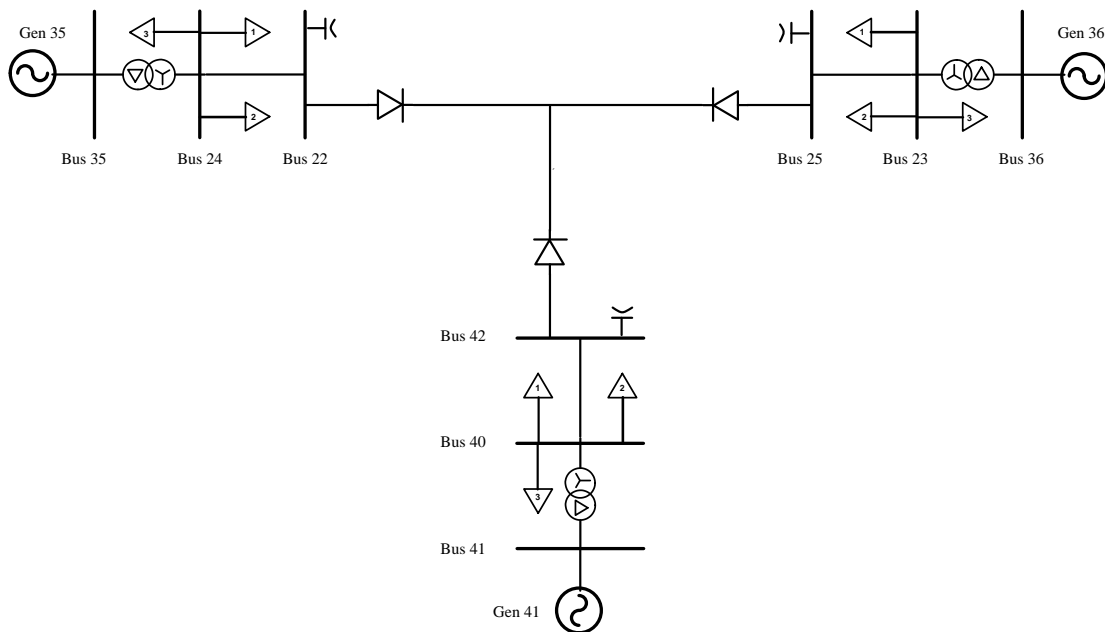 Gen 35
Gen 36
3
1
1
2
2
3
Bus 35
Bus 24
Bus 22
Bus 25
Bus 23
Bus 36
Bus 42
1
2
Bus 40
3
Bus 41
Gen 41